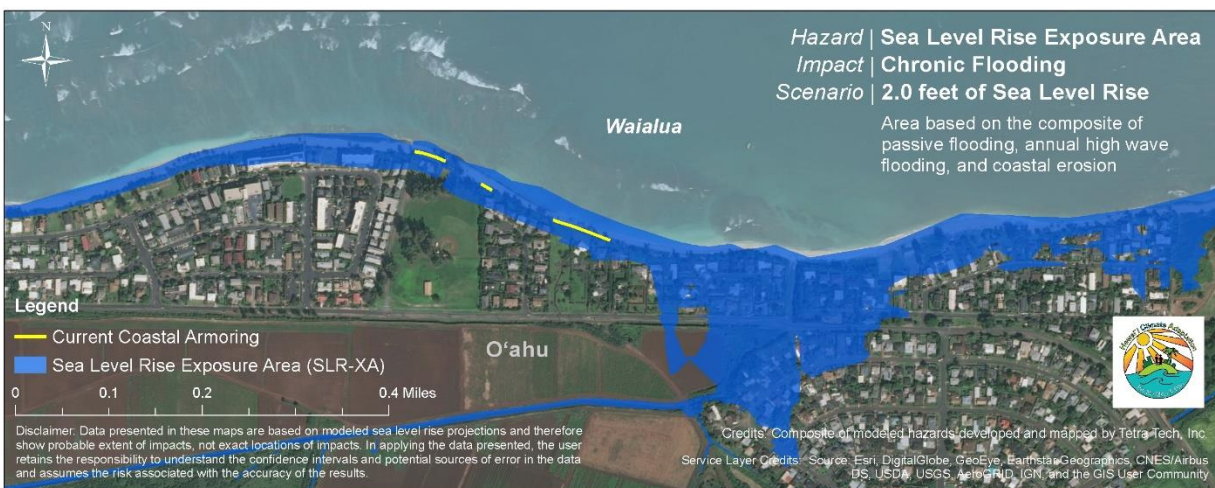 N
Hazard | Sea Level Rise Exposure Area
Impact | Chronic Flooding
Scenario | 2.0 feet of Sea Level Rise
Area based on the composite of
passive flooding, annual high wave
flooding, and coastal erosion
Waialua
Legend
Current Coastal Armoring
Sea Level Rise Exposure Area (SLR-XA)
Oʻahu
0 0.1 0.2 0.4 Miles
Hawaiʻi Climate Adaptation
Disclaimer: Data presented in these maps are based on modeled sea level rise projections and therefore
show probable extent of impacts, not exact locations of impacts. In applying the data presented, the user
retains the responsibility to understand the confidence intervals and potential sources of error in the data
and assumes the risk associated with the accuracy of the results.
Credits: Composite of modeled hazards developed and mapped by Tetra Tech, Inc.
Service Layer Credits: Source: Esri, DigitalGlobe, GeoEye, Earthstar Geographics, CNES/Airbus
DS, USDA, USGS, AeroGRID, IGN, and the GIS User Community